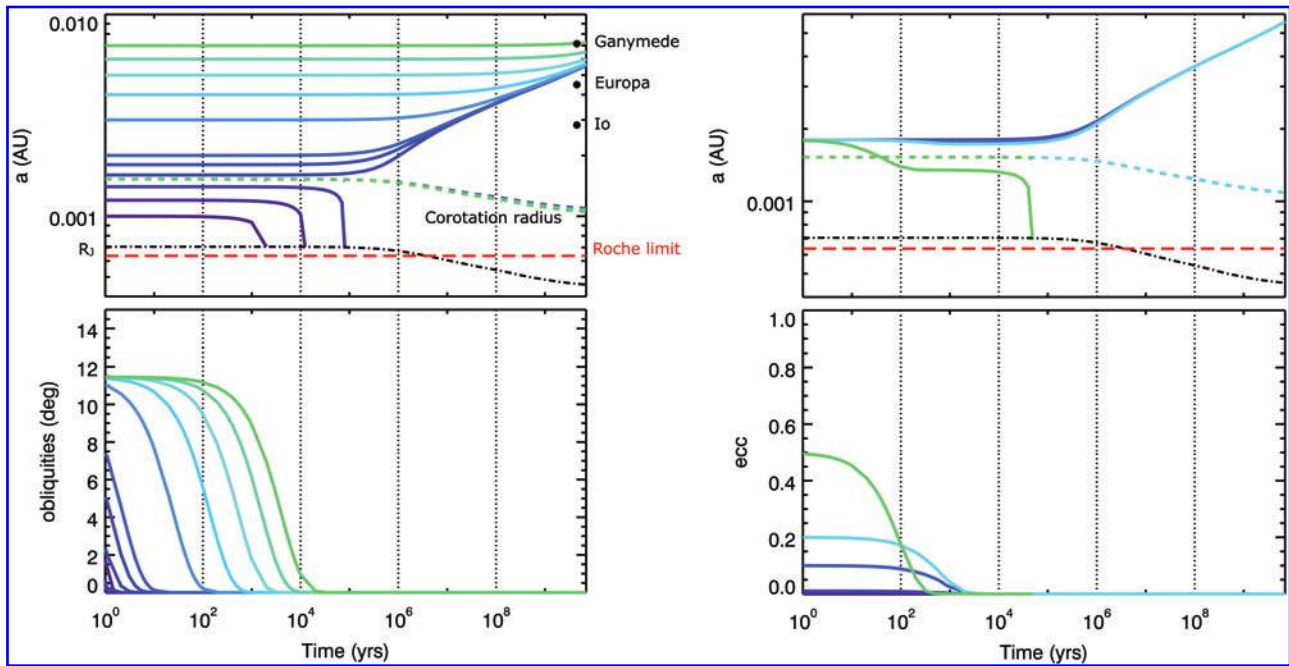 0.010
a (AU)
0.001
R_J
Ganymede
Europa
Io
Corotation radius
Roche limit
a (AU)
0.001
14
12
10
8
6
4
2
0
obliquities (deg)
10^0
10^2
10^4
10^6
10^8
Time (yrs)
1.0
0.8
0.6
0.4
0.2
0.0
ecc
10^0
10^2
10^4
10^6
10^8
Time (yrs)